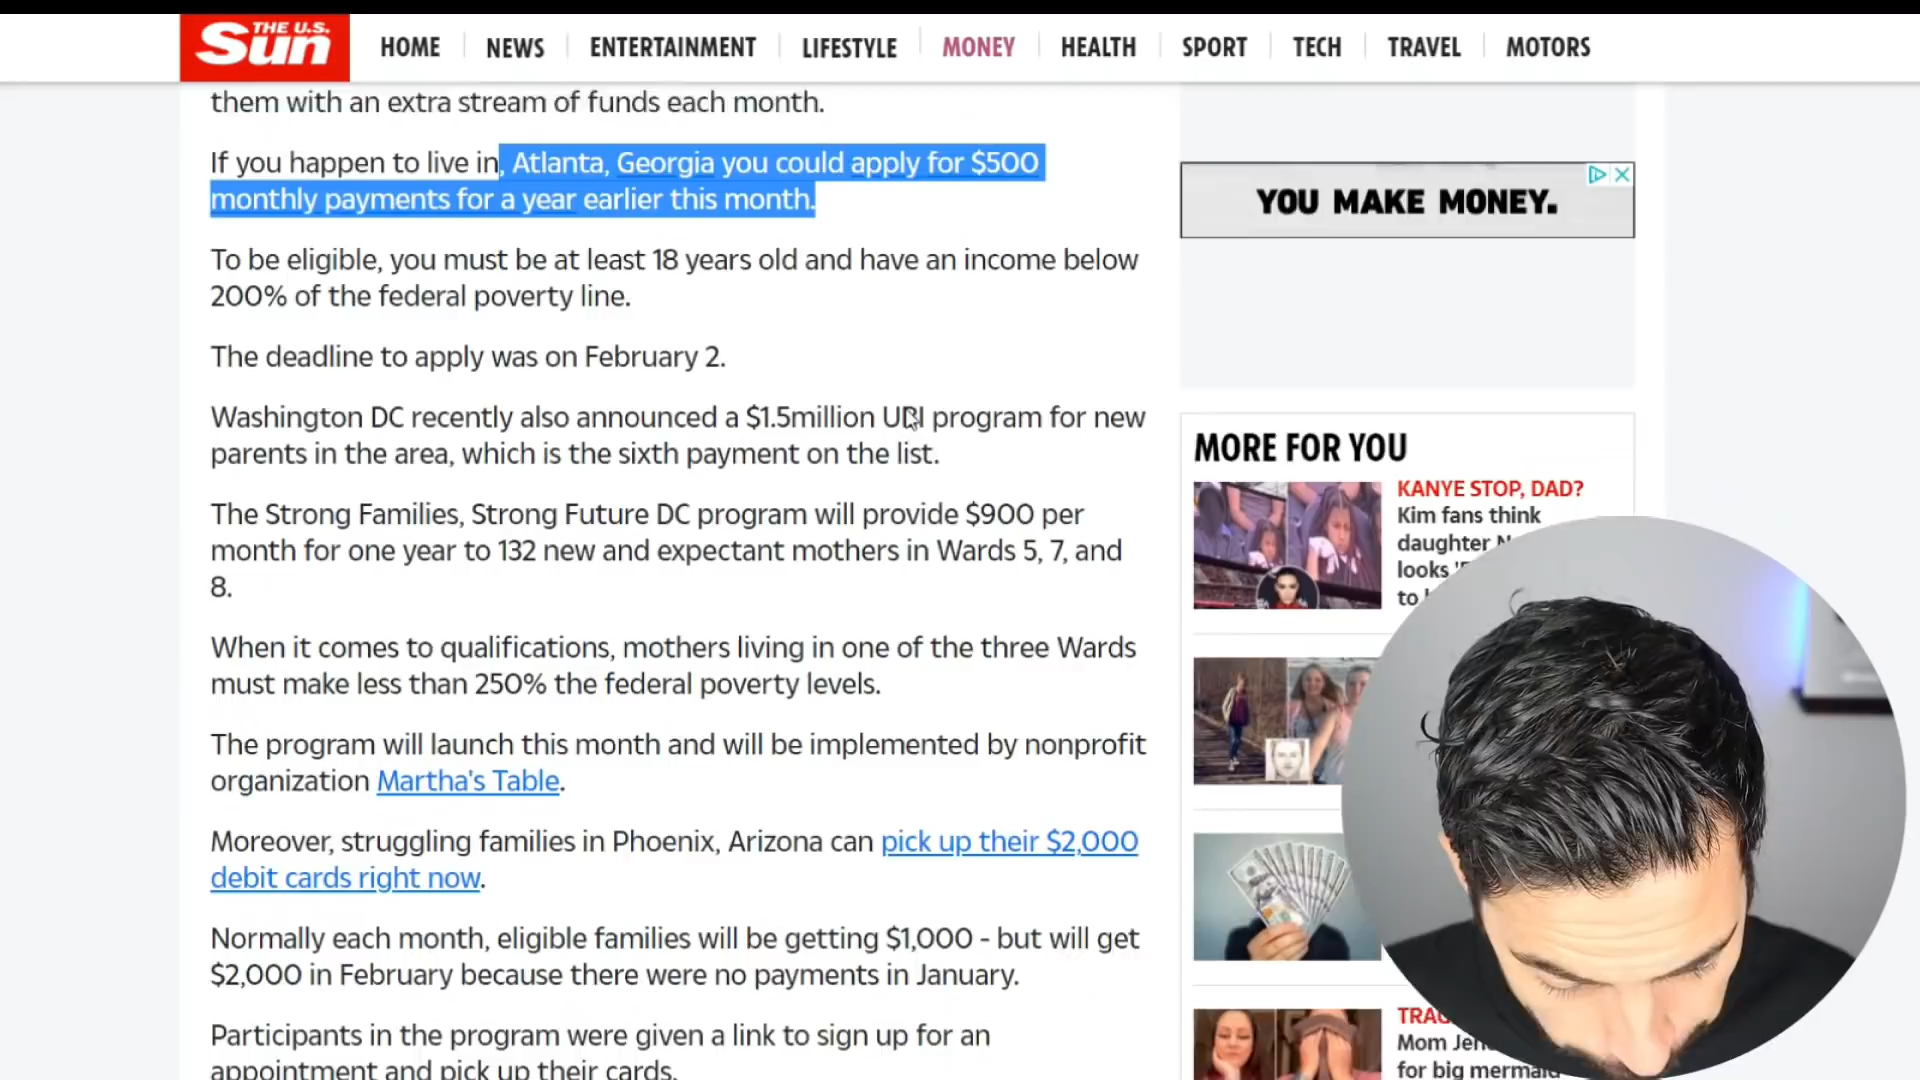 THE U.S.
Sun
HOME
NEWS
ENTERTAINMENT
LIFESTYLE
MONEY
HEALTH
SPORT
TECH
TRAVEL
MOTORS
them with an extra stream of funds each month.
If you happen to live in, Atlanta, Georgia you could apply for $500
monthly payments for a year earlier this month.
To be eligible, you must be at least 18 years old and have an income below
200% of the federal poverty line.
The deadline to apply was on February 2.
Washington DC recently also announced a $1.5million UBI program for new
parents in the area, which is the sixth payment on the list.
The Strong Families, Strong Future DC program will provide $900 per
month for one year to 132 new and expectant mothers in Wards 5, 7, and
8.
When it comes to qualifications, mothers living in one of the three Wards
must make less than 250% the federal poverty levels.
The program will launch this month and will be implemented by nonprofit
organization Martha's Table.
Moreover, struggling families in Phoenix, Arizona can pick up their $2,000
debit cards right now.
Normally each month, eligible families will be getting $1,000 - but will get
$2,000 in February because there were no payments in January.
Participants in the program were given a link to sign up for an
appointment and pick up their cards.
YOU MAKE MONEY.
MORE FOR YOU
KANYE STOP, DAD?
Kim fans think
daughter
looks
to
Mom
for big mermaid